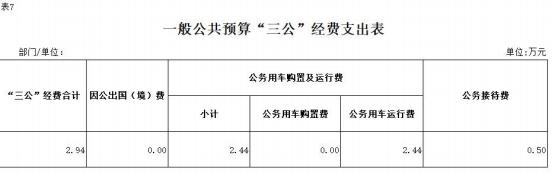 表7
一般公共预算“三公”经费支出表
部门/单位： 单位：万元
“三公”经费合计 因公出国（境）费 公务用车购置及运行费 公务接待费
小计 公务用车购置费 公务用车运行费
2.94 0.00 2.44 0.00 2.44 0.50